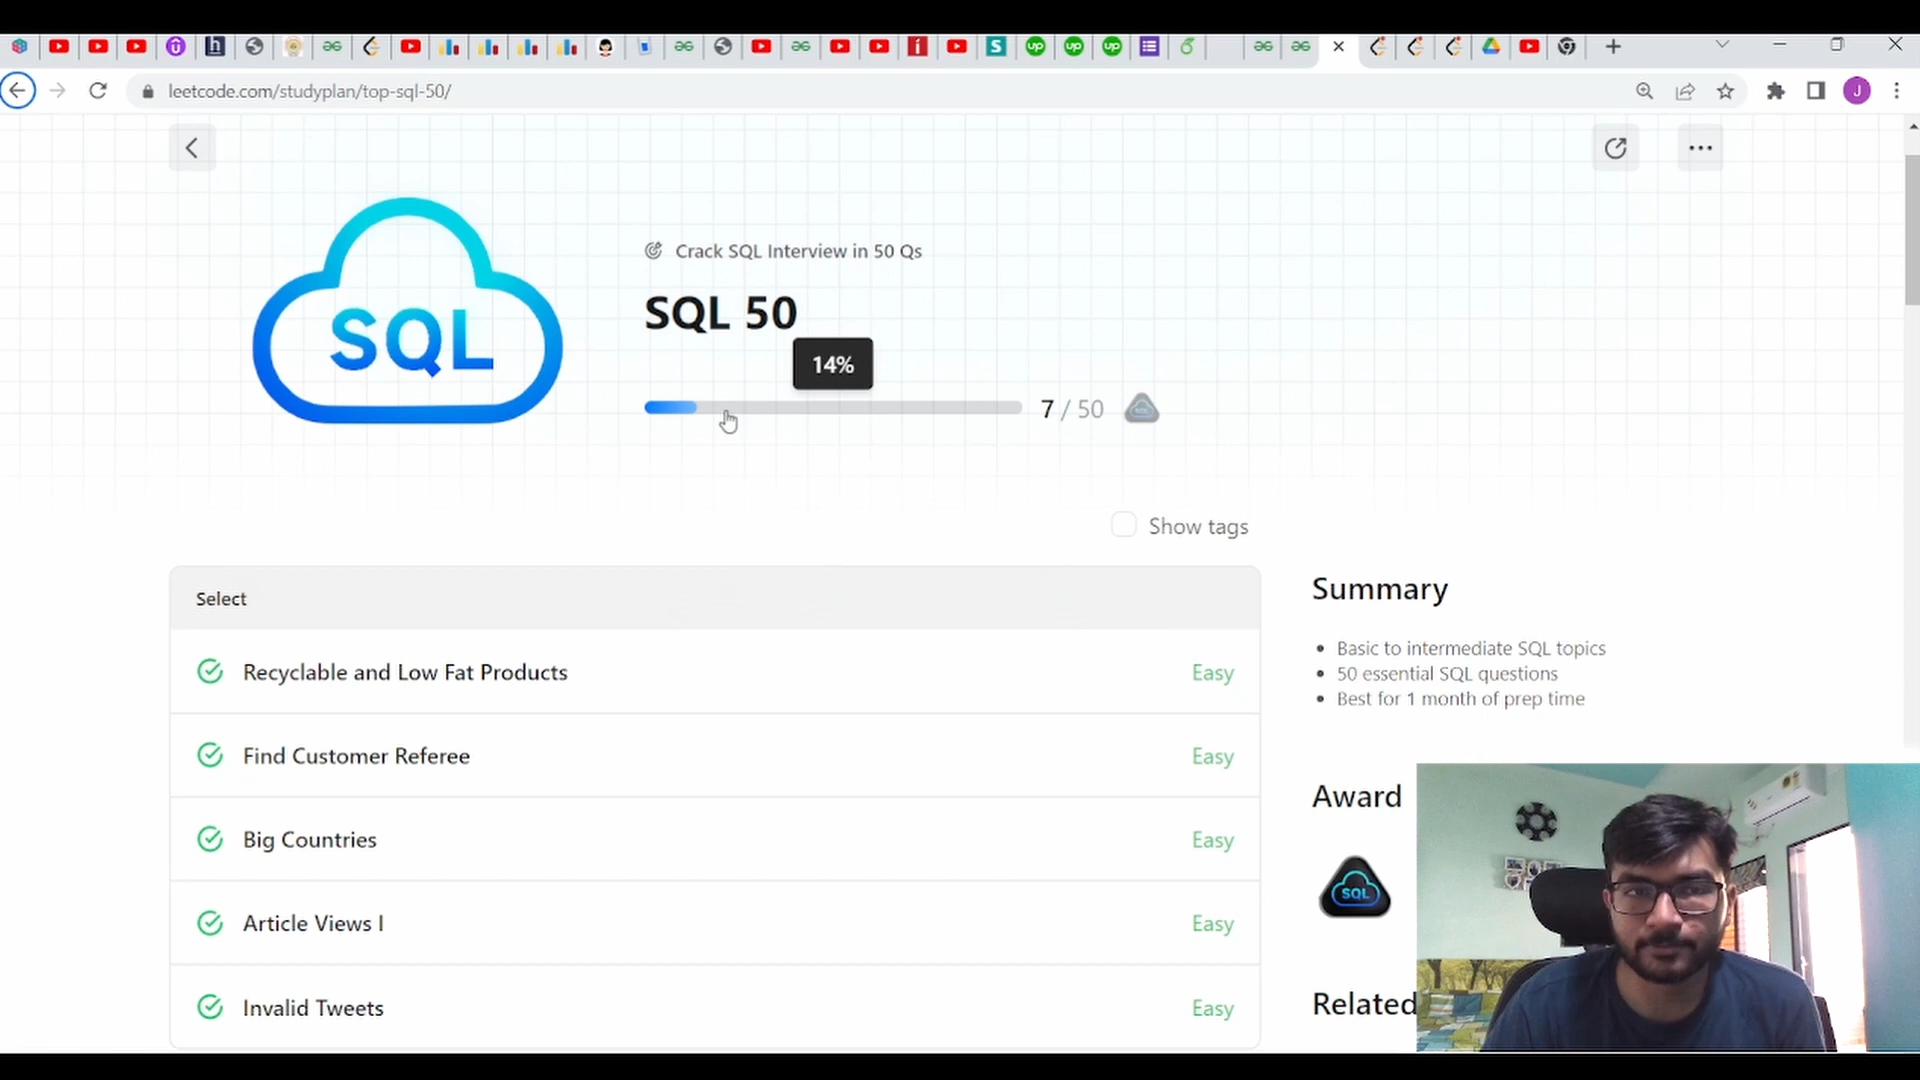 leetcode.com/studyplan/top-sql-50/
J
SQL
Crack SQL Interview in 50 Qs
SQL 50
14%
7 / 50
Show tags
Select
Recyclable and Low Fat Products Easy
Find Customer Referee Easy
Big Countries Easy
Article Views I Easy
Invalid Tweets Easy
Summary
Basic to intermediate SQL topics
50 essential SQL questions
Best for 1 month of prep time
Award
SQL
Related